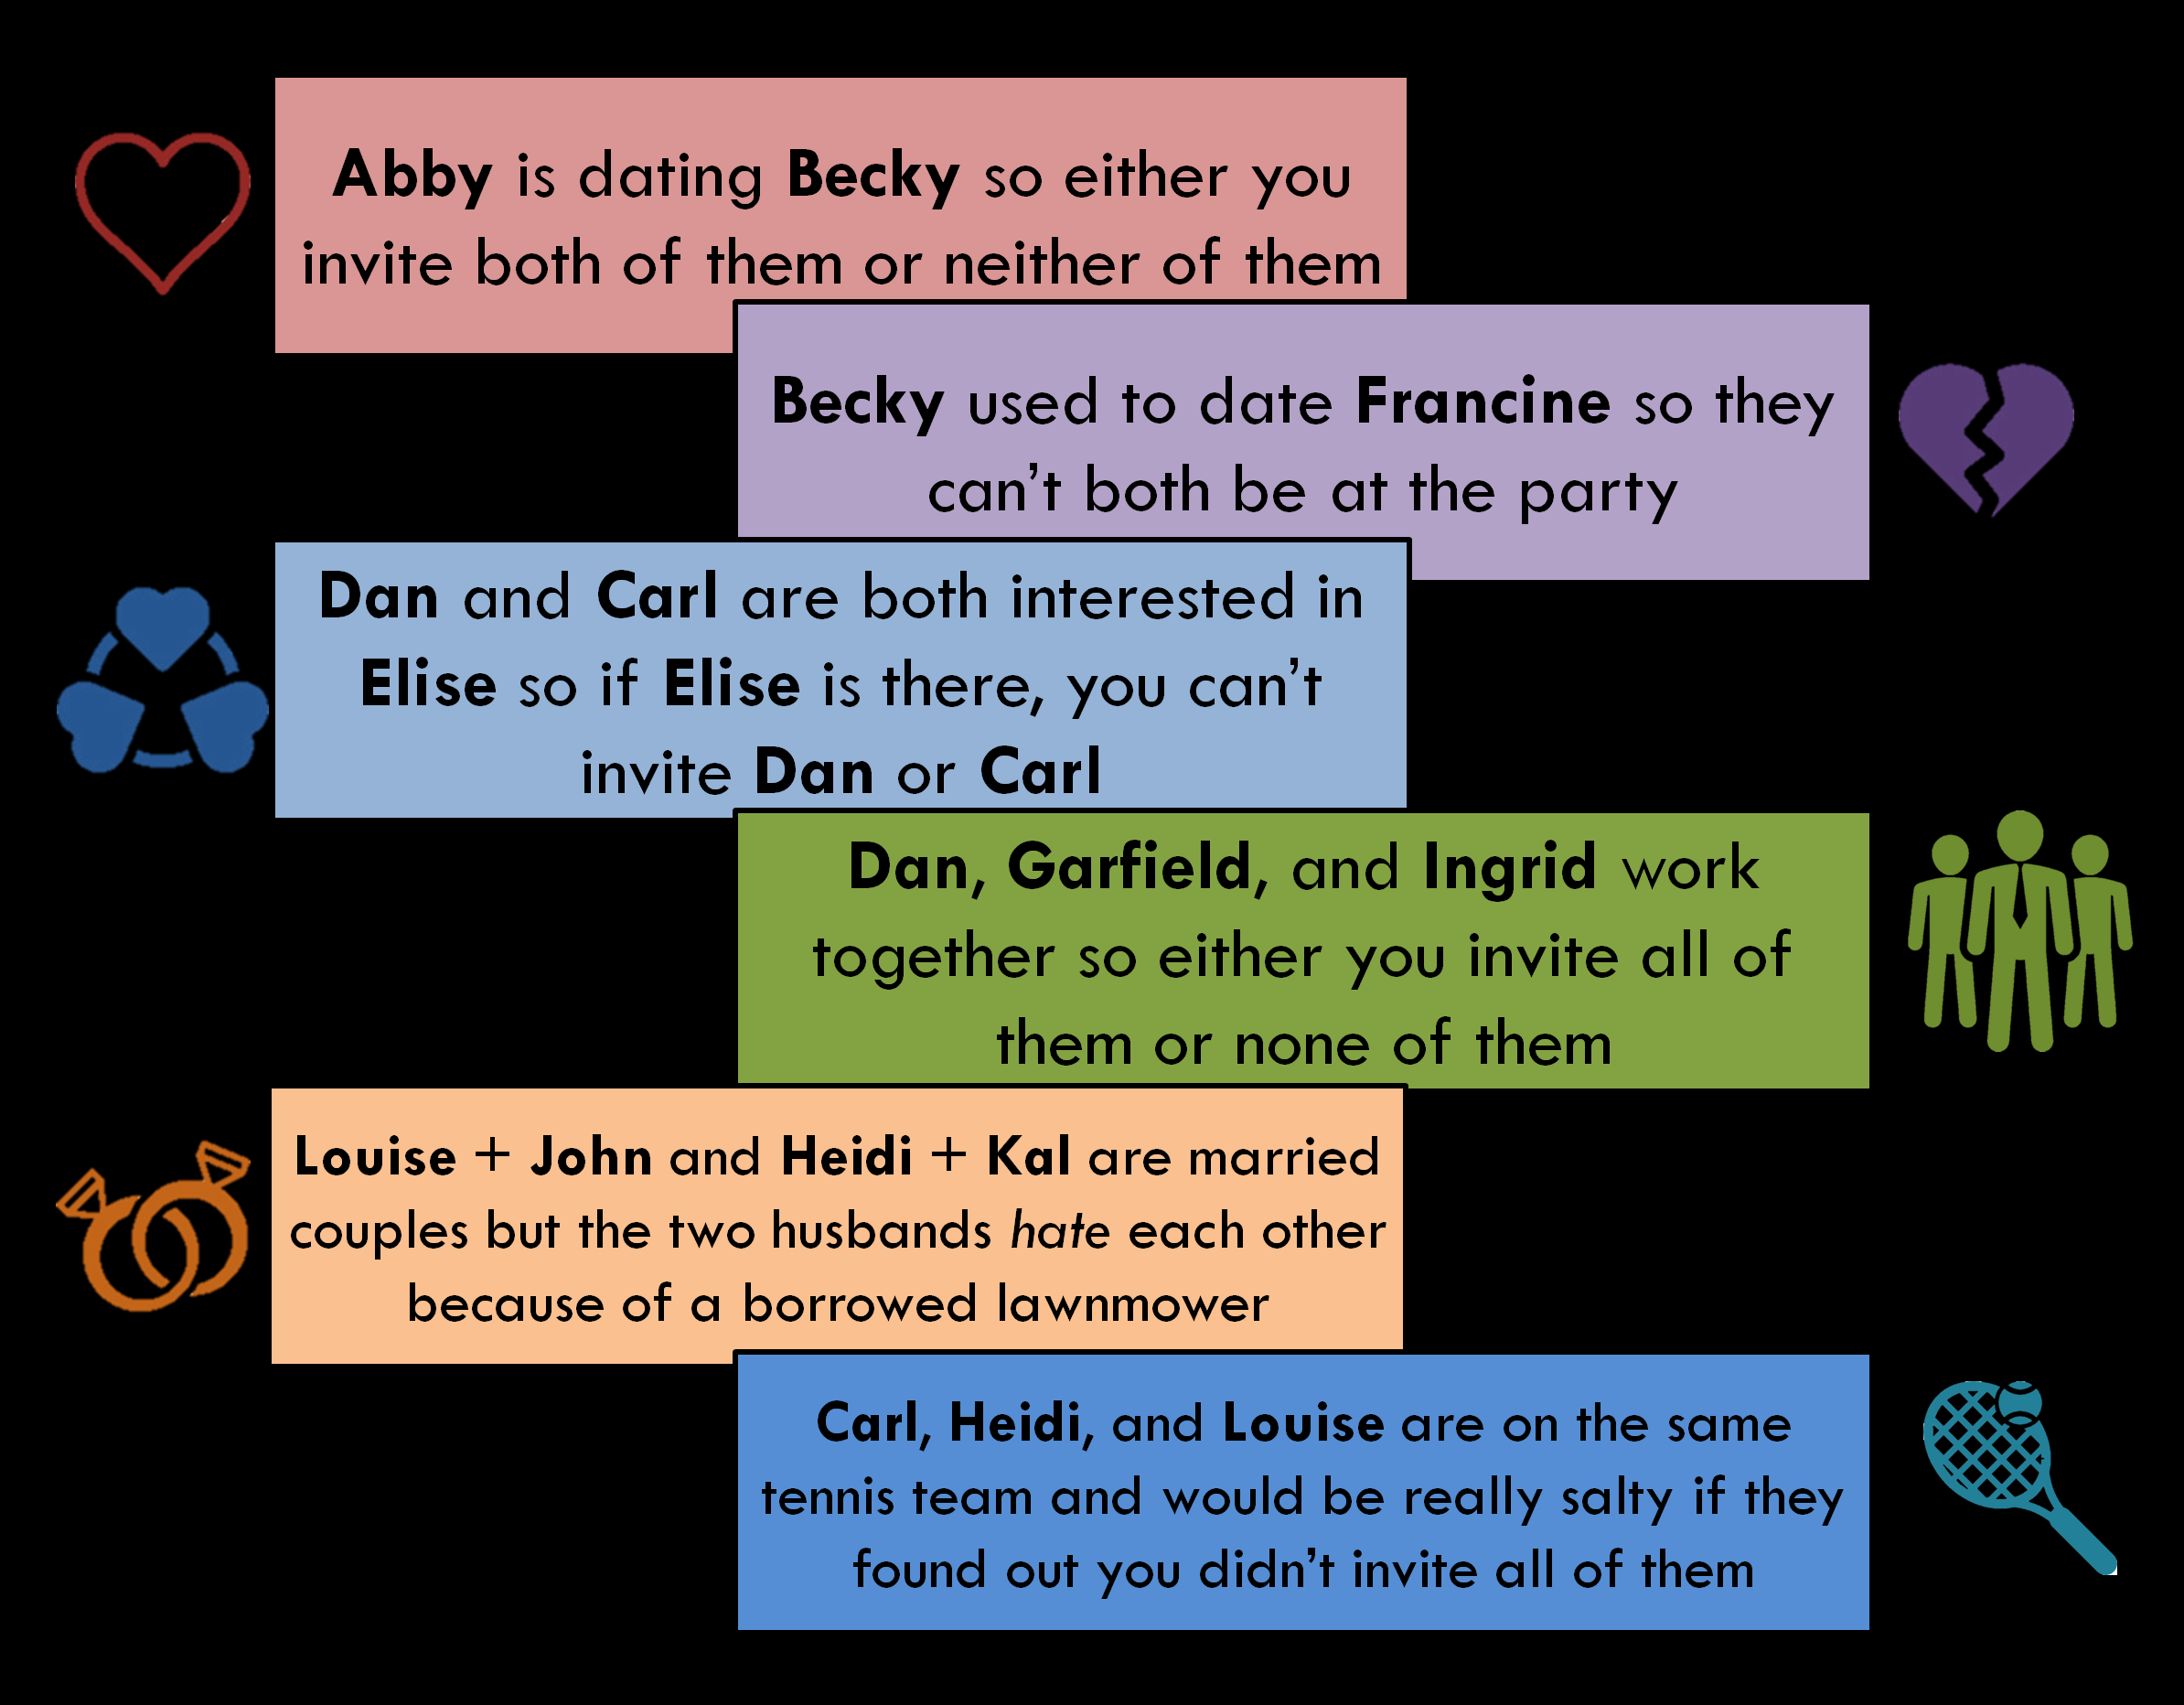 Abby is dating Becky so either you
invite both of them or neither of them
Becky used to date Francine so they
can't both be at the party
Dan and Carl are both interested in
Elise so if Elise is there, you can't
invite Dan or Carl
Dan, Garfield, and Ingrid work
together so either you invite all of
them or none of them
Louise + John and Heidi + Kal are married
couples but the two husbands hate each other
because of a borrowed lawnmower
Carl, Heidi, and Louise are on the same
tennis team and would be really salty if they
found out you didn't invite all of them